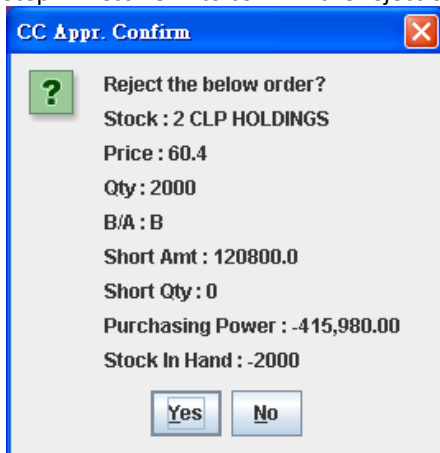 CC Appr. Confirm
?
Reject the below order?
Stock : 2 CLP HOLDINGS
Price : 60.4
Qty : 2000
B/A : B
Short Amt : 120800.0
Short Qty : 0
Purchasing Power : -415,980.00
Stock In Hand : -2000
Yes No